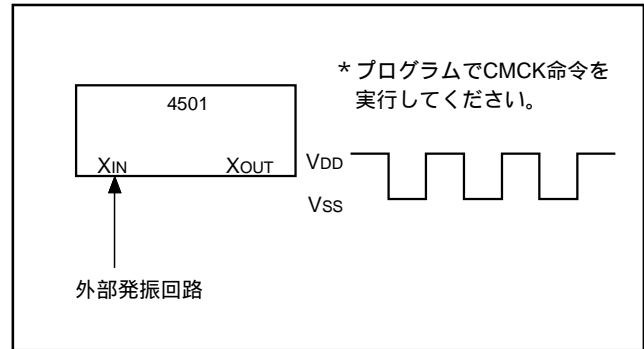 4501
XIN XOUT
外部発振回路
* プログラムでCMCK命令を
実行してください。
VDD
VSS